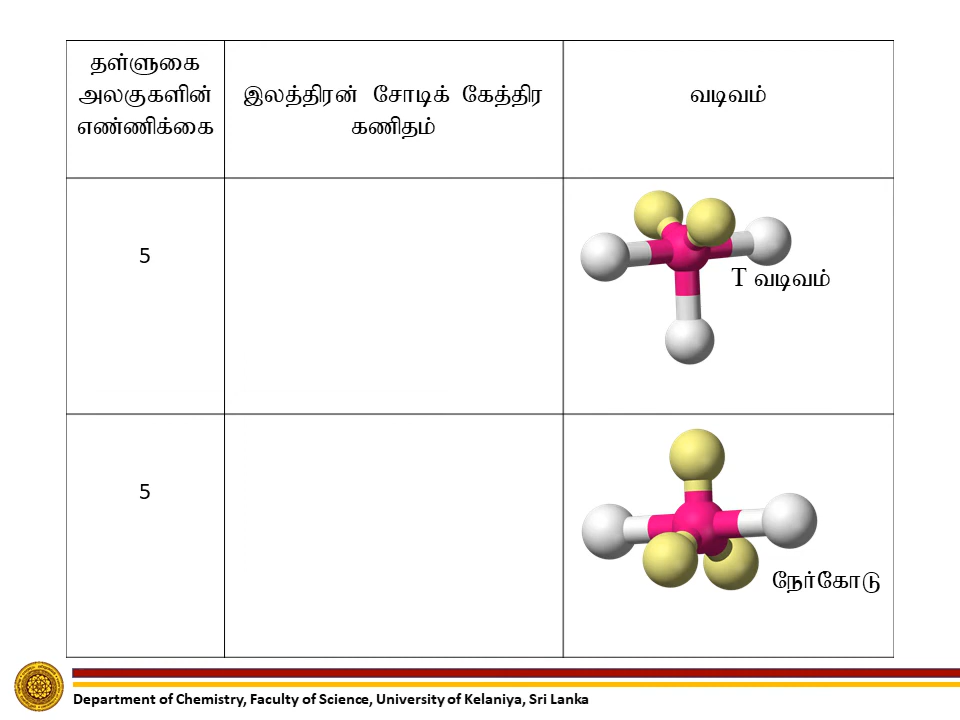 தள்ளுகை
அலகுகளின்
எண்ணிக்கை
இலத்திரன் சோடிக் கேத்திர
கணிதம்
வடிவம்
5
T வடிவம்
5
நேர்கோடு
Department of Chemistry, Faculty of Science, University of Kelaniya, Sri Lanka